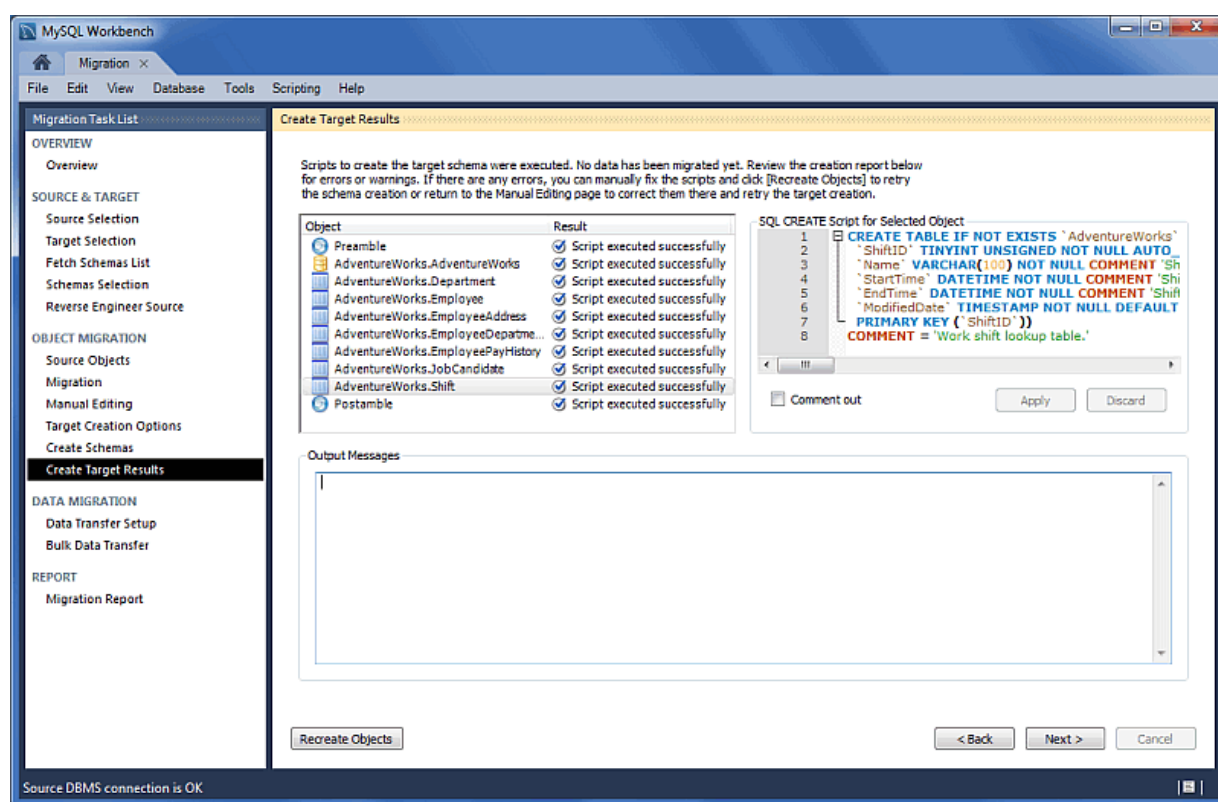 MySQL Workbench
Migration ×
File Edit View Database Tools Scripting Help
Migration Task List
OVERVIEW
Overview
SOURCE & TARGET
Source Selection
Target Selection
Fetch Schemas List
Schemas Selection
Reverse Engineer Source
OBJECT MIGRATION
Source Objects
Migration
Manual Editing
Target Creation Options
Create Schemas
Create Target Results
DATA MIGRATION
Data Transfer Setup
Bulk Data Transfer
REPORT
Migration Report
Create Target Results
Scripts to create the target schema were executed. No data has been migrated yet. Review the creation report below
for errors or warnings. If there are any errors, you can manually fix the scripts and click [Recreate Objects] to retry
the schema creation or return to the Manual Editing page to correct them there and retry the target creation.
Object Result
Preamble Script executed successfully
AdventureWorks.AdventureWorks Script executed successfully
AdventureWorks.Department Script executed successfully
AdventureWorks.Employee Script executed successfully
AdventureWorks.EmployeeAddress Script executed successfully
AdventureWorks.EmployeeDepartme... Script executed successfully
AdventureWorks.EmployeePayHistory Script executed successfully
AdventureWorks.JobCandidate Script executed successfully
AdventureWorks.Shift Script executed successfully
Postamble Script executed successfully
SQL CREATE Script for Selected Object
1 CREATE TABLE IF NOT EXISTS `AdventureWorks`
2 `ShiftID` TINYINT UNSIGNED NOT NULL AUTO_
3 `Name` VARCHAR(100) NOT NULL COMMENT 'Sh
4 `StartTime` DATETIME NOT NULL COMMENT 'Shi
5 `EndTime` DATETIME NOT NULL COMMENT 'Shift
6 `ModifiedDate` TIMESTAMP NOT NULL DEFAULT
7 PRIMARY KEY (`ShiftID`))
8 COMMENT = 'Work shift lookup table.'
Comment out Apply Discard
Output Messages
Recreate Objects < Back Next > Cancel
Source DBMS connection is OK